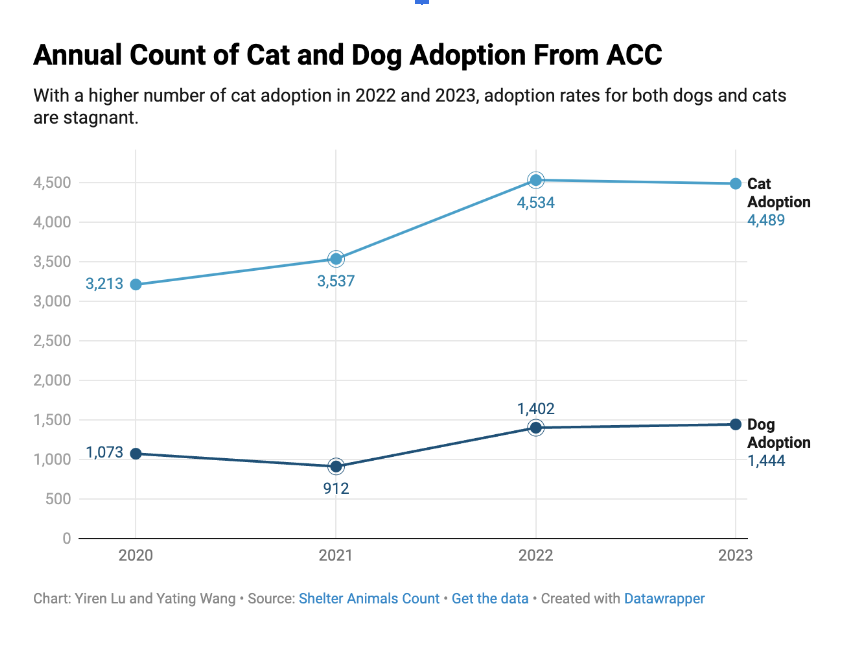 Annual Count of Cat and Dog Adoption From ACC
With a higher number of cat adoption in 2022 and 2023, adoption rates for both dogs and cats
are stagnant.
4,500
4,000
3,500
3,000
2,500
2,000
1,500
1,000
500
0
3,213
3,537
4,534
Cat
Adoption
4,489
1,073
912
1,402
Dog
Adoption
1,444
2020 2021 2022 2023
Chart: Yiren Lu and Yating Wang • Source: Shelter Animals Count • Get the data • Created with Datawrapper